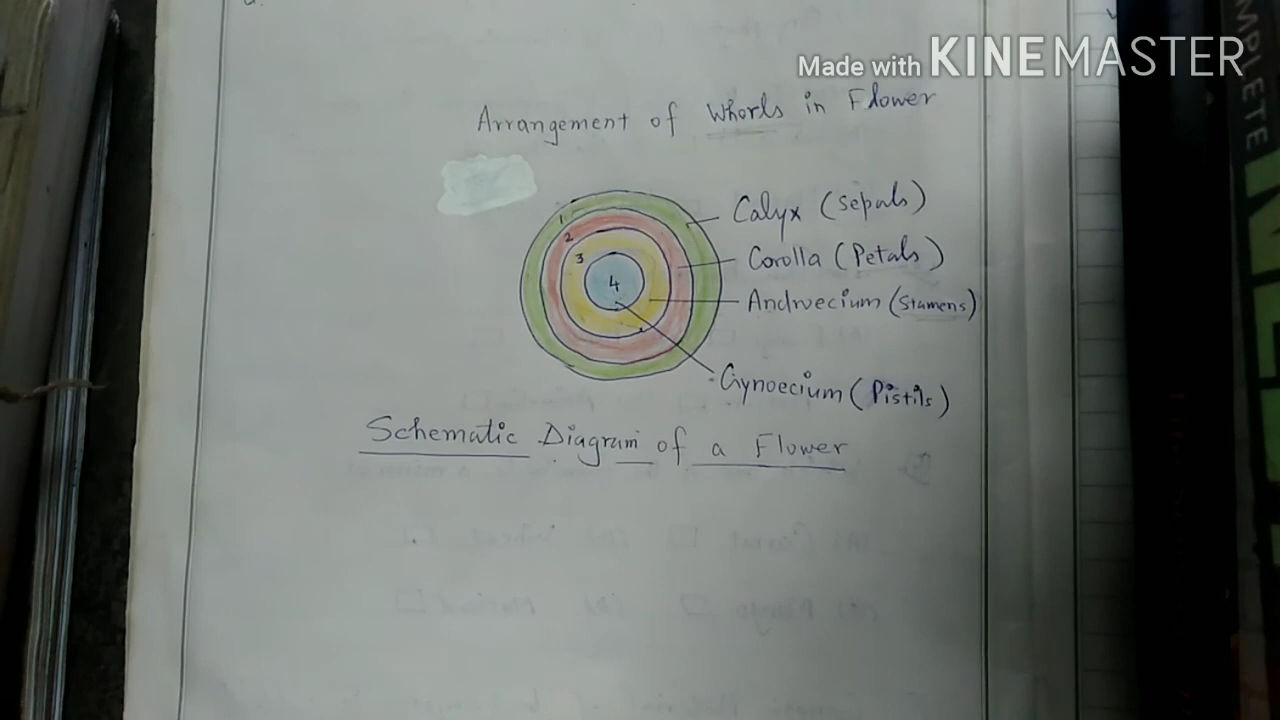 Made with KINEMASTER
Arrangement of Whorls in Flower
1
2
3
4
Calyx (Sepals)
Corolla (Petals)
Androecium (Stamens)
Gynoecium (Pistils)
Schematic Diagram of a Flower
MPLETE